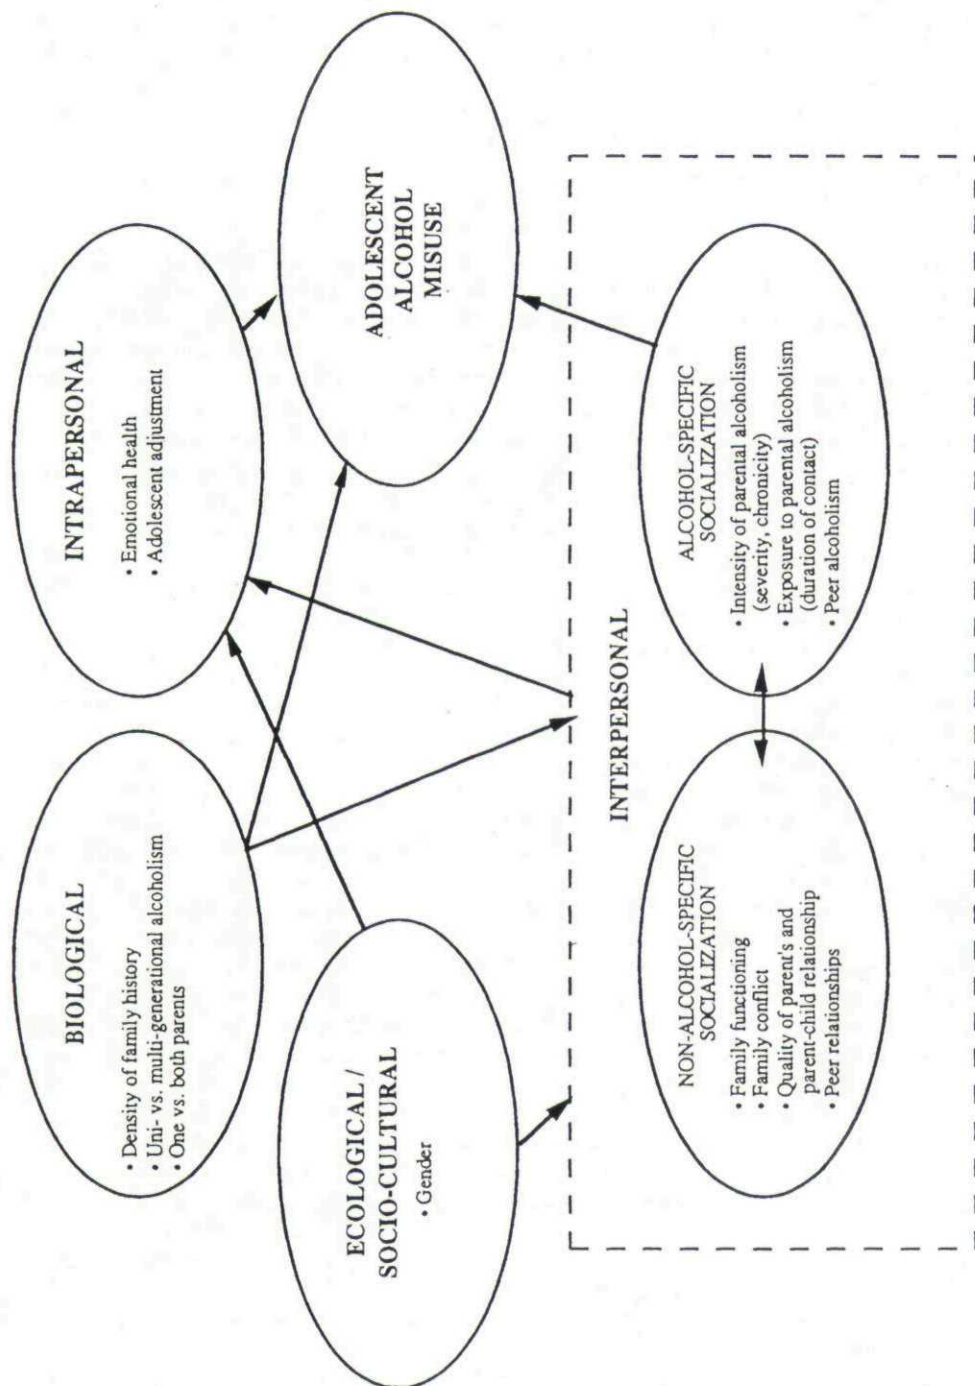 BIOLOGICAL
• Density of family history
• Uni- vs. multi-generational alcoholism
• One vs. both parents
INTRAPERSONAL
• Emotional health
• Adolescent adjustment
ECOLOGICAL /
SOCIO-CULTURAL
• Gender
ADOLESCENT
ALCOHOL
MISUSE
INTERPERSONAL
NON-ALCOHOL-SPECIFIC
SOCIALIZATION
• Family functioning
• Family conflict
• Quality of parent's and
parent-child relationship
• Peer relationships
ALCOHOL-SPECIFIC
SOCIALIZATION
• Intensity of parental alcoholism
(severity, chronicity)
• Exposure to parental alcoholism
(duration of contact)
• Peer alcoholism